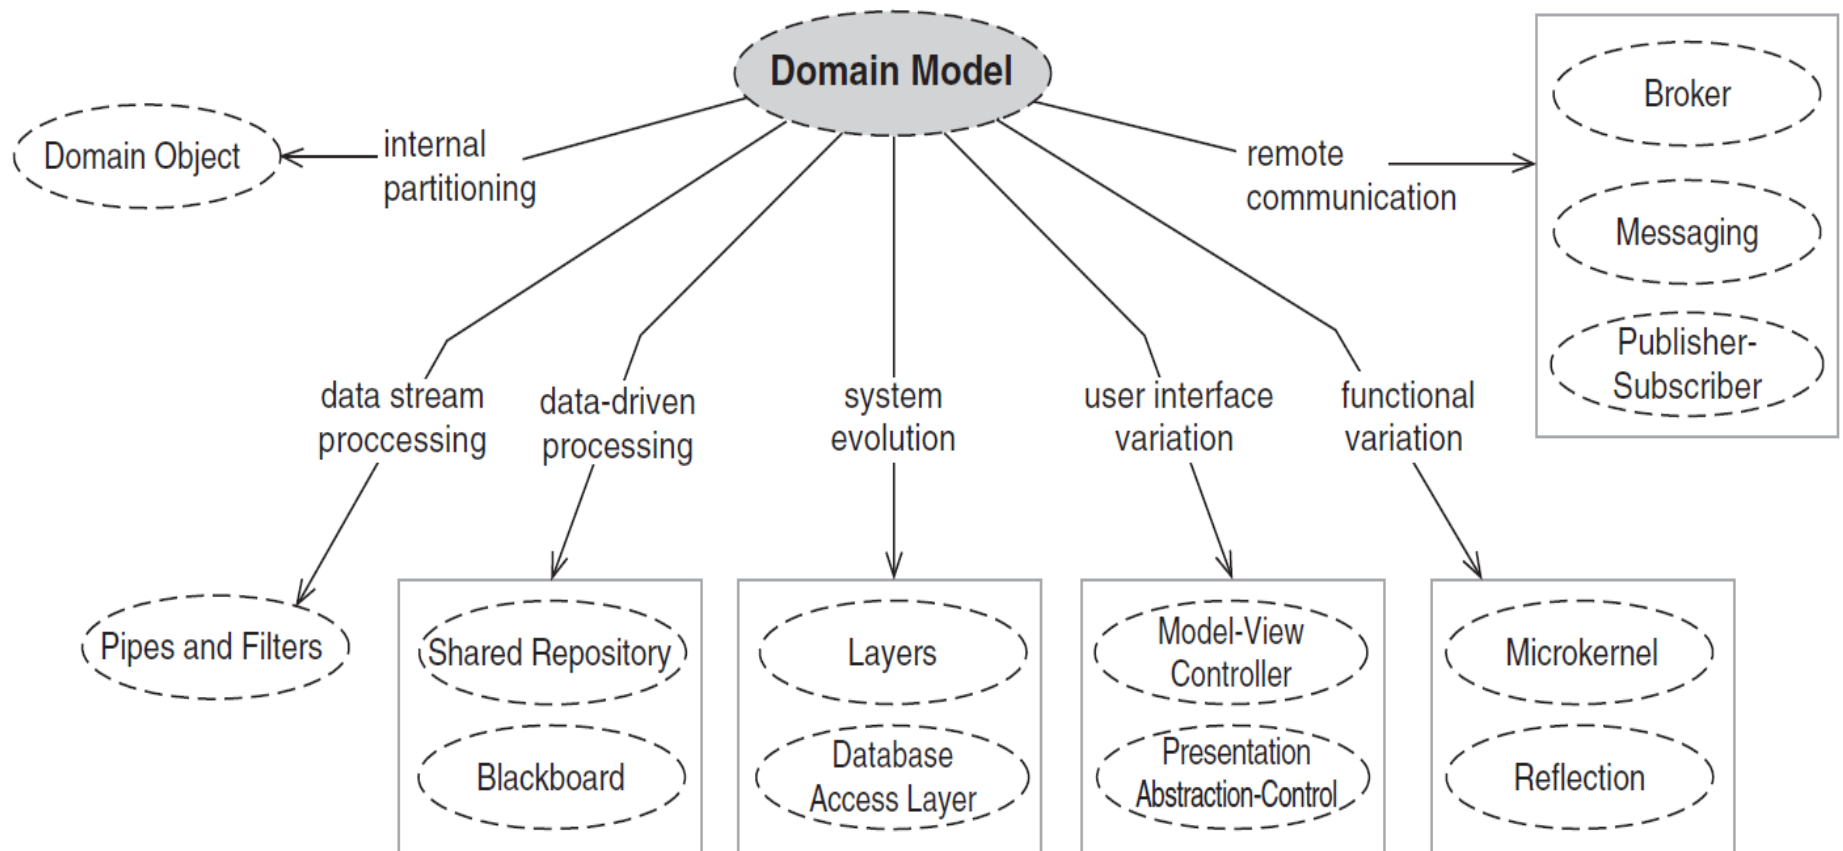 Domain Model
Domain Object
internal
partitioning
remote
communication
Broker
Messaging
Publisher-
Subscriber
data stream
proccessing
data-driven
processing
system
evolution
user interface
variation
functional
variation
Pipes and Filters
Shared Repository
Blackboard
Layers
Database
Access Layer
Model-View
Controller
Presentation
Abstraction-Control
Microkernel
Reflection